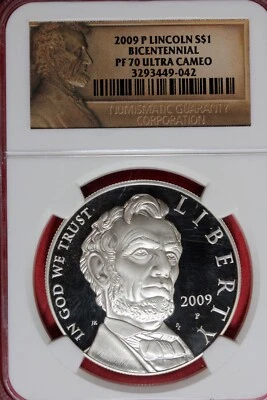 2009 P LINCOLN S$1
BICENTENNIAL
PF 70 ULTRA CAMEO
3293449-042
NUMISMATIC GUARANTY
CORPORATION
IN GOD WE TRUST
LIBERTY
2009
P
JK